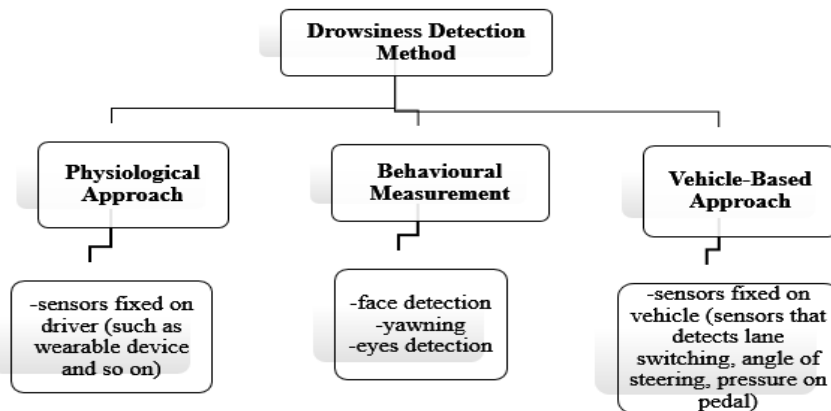 Drowsiness Detection
Method
Physiological
Approach
Behavioural
Measurement
Vehicle-Based
Approach
-sensors fixed on
driver (such as
wearable device
and so on)
-face detection
-yawning
-eyes detection
-sensors fixed on
vehicle (sensors that
detects lane
switching, angle of
steering, pressure on
pedal)